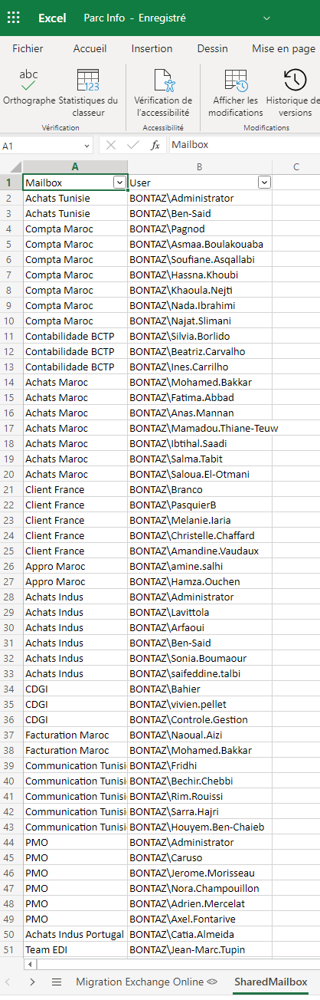 Excel Parc Info - Enregistré
Fichier Accueil Insertion Dessin Mise en page
abc 123
Orthographe Statistiques du classeur Vérification de l'accessibilité Afficher les modifications Historique de versions
Vérification Accessibilité Modifications
A1 fx Mailbox
A B C
1 Mailbox User
2 Achats Tunisie BONTAZ\Administrator
3 Achats Tunisie BONTAZ\Ben-Said
4 Compta Maroc BONTAZ\Pagnod
5 Compta Maroc BONTAZ\Asmaa.Boulakouaba
6 Compta Maroc BONTAZ\Soufiane.Asqallabi
7 Compta Maroc BONTAZ\Hassna.Khoubi
8 Compta Maroc BONTAZ\Khaoula.Nejti
9 Compta Maroc BONTAZ\Nada.Ibrahimi
10 Compta Maroc BONTAZ\Najat.Slimani
11 Contabilidade BCTP BONTAZ\Silvia.Borlido
12 Contabilidade BCTP BONTAZ\Beatriz.Carvalho
13 Contabilidade BCTP BONTAZ\Ines.Carrilho
14 Achats Maroc BONTAZ\Mohamed.Bakkar
15 Achats Maroc BONTAZ\Fatima.Abbad
16 Achats Maroc BONTAZ\Anas.Mannan
17 Achats Maroc BONTAZ\Mamadou.Thiane-Teuw
18 Achats Maroc BONTAZ\Ibtihal.Saadi
19 Achats Maroc BONTAZ\Salma.Tabit
20 Achats Maroc BONTAZ\Saloua.El-Otmani
21 Client France BONTAZ\Branco
22 Client France BONTAZ\PasquierB
23 Client France BONTAZ\Melanie.Iaria
24 Client France BONTAZ\Christelle.Chaffard
25 Client France BONTAZ\Amandine.Vaudaux
26 Appro Maroc BONTAZ\amine.salhi
27 Appro Maroc BONTAZ\Hamza.Ouchen
28 Achats Indus BONTAZ\Administrator
29 Achats Indus BONTAZ\Lavittola
30 Achats Indus BONTAZ\Arfaoui
31 Achats Indus BONTAZ\Ben-Said
32 Achats Indus BONTAZ\Sonia.Boumaour
33 Achats Indus BONTAZ\saifeddine.talbi
34 CDGI BONTAZ\Bahier
35 CDGI BONTAZ\vivien.pellet
36 CDGI BONTAZ\Controle.Gestion
37 Facturation Maroc BONTAZ\Naoual.Aizi
38 Facturation Maroc BONTAZ\Mohamed.Bakkar
39 Communication Tunisi BONTAZ\Fridhi
40 Communication Tunisi BONTAZ\Bechir.Chebbi
41 Communication Tunisi BONTAZ\Rim.Rouissi
42 Communication Tunisi BONTAZ\Sarra.Hajri
43 Communication Tunisi BONTAZ\Houyem.Ben-Chaieb
44 PMO BONTAZ\Administrator
45 PMO BONTAZ\Caruso
46 PMO BONTAZ\Jerome.Morisseau
47 PMO BONTAZ\Nora.Champouillon
48 PMO BONTAZ\Adrien.Mercelat
49 PMO BONTAZ\Axel.Fontarive
50 Achats Indus Portugal BONTAZ\Catia.Almeida
51 Team EDI BONTAZ\Jean-Marc.Tupin
Migration Exchange Online SharedMailbox